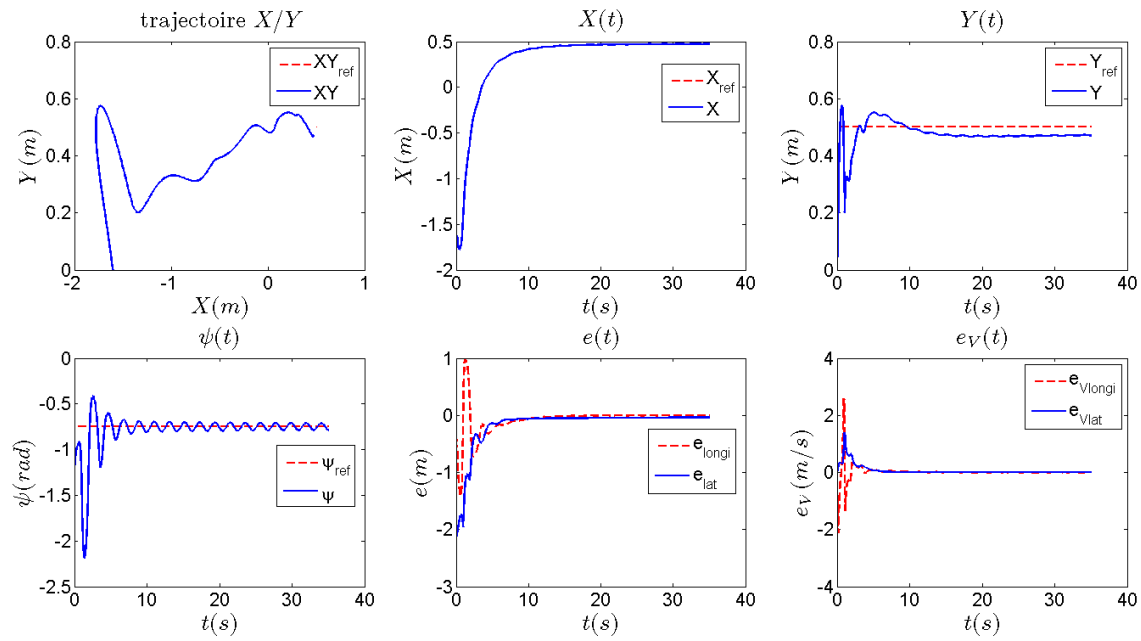 trajectoire X/Y
0.8
0.6
0.4
0.2
0
-2
-1
0
1
Y(m)
X(m)
XY_ref
XY
X(t)
0.5
0
-0.5
-1
-1.5
-2
0
10
20
30
40
X(m)
t(s)
X_ref
X
Y(t)
0.8
0.6
0.4
0.2
0
0
10
20
30
40
Y(m)
t(s)
Y_ref
Y
ψ(t)
0
-0.5
-1
-1.5
-2
-2.5
0
10
20
30
40
ψ(rad)
t(s)
ψ_ref
ψ
e(t)
1
0
-1
-2
-3
0
10
20
30
40
e(m)
t(s)
e_longi
e_lat
e_V(t)
4
2
0
-2
-4
0
10
20
30
40
e_V(m/s)
t(s)
e_Vlongi
e_Vlat